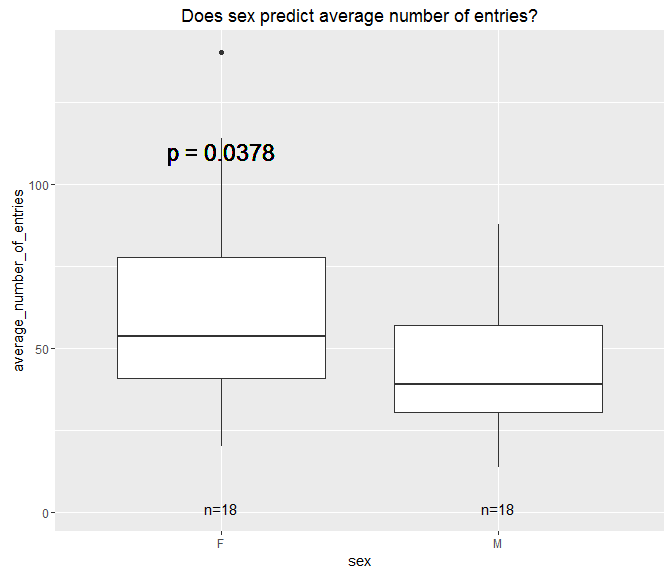 Does sex predict average number of entries?
average_number_of_entries
100
50
0
p = 0.0378
n=18
n=18
F
M
sex